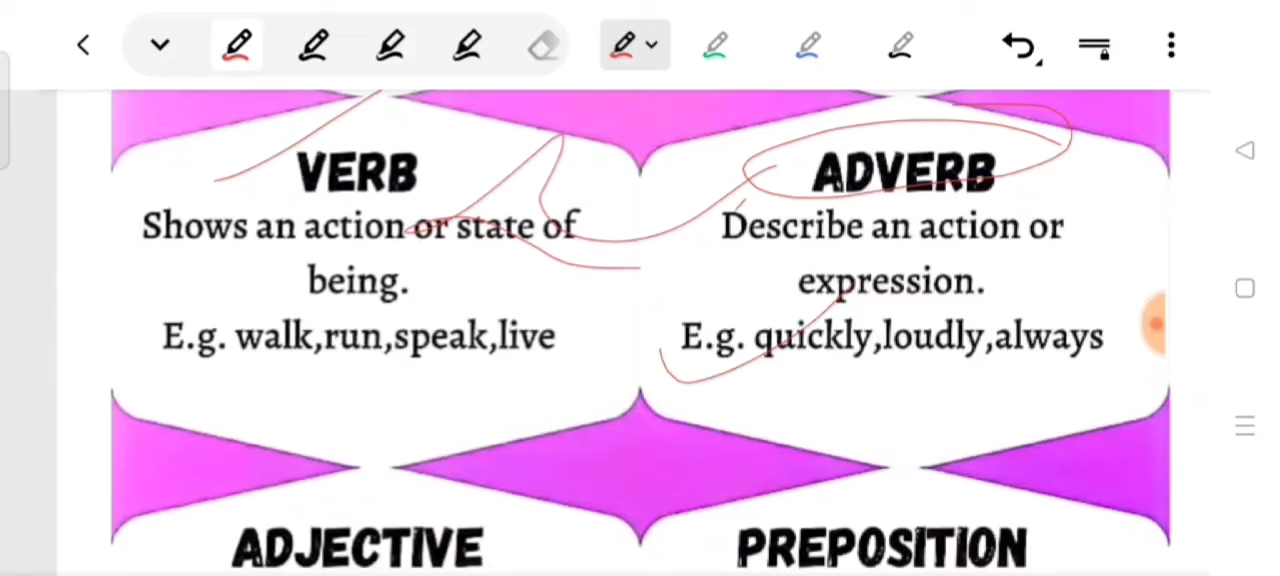 VERB
Shows an action or state of
being.
E.g. walk,run,speak,live
ADVERB
Describe an action or
expression.
E.g. quickly,loudly,always
ADJECTIVE
PREPOSITION